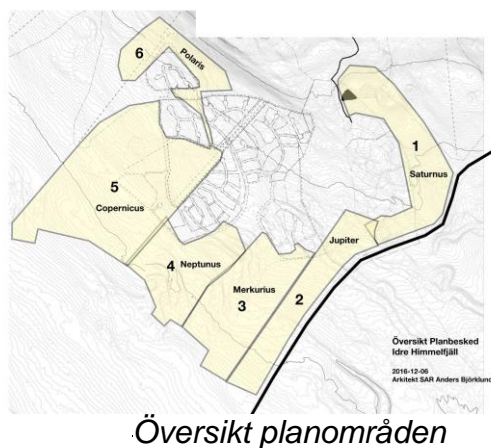 6
Polaris
1
Saturnus
5
Copernicus
Jupiter
4
Neptunus
Merkurius
3
2
Översikt Planbesked
Idre Himmelfjäll
2016-12-06
Arkitekt SAR Anders Björklund
Översikt planområden